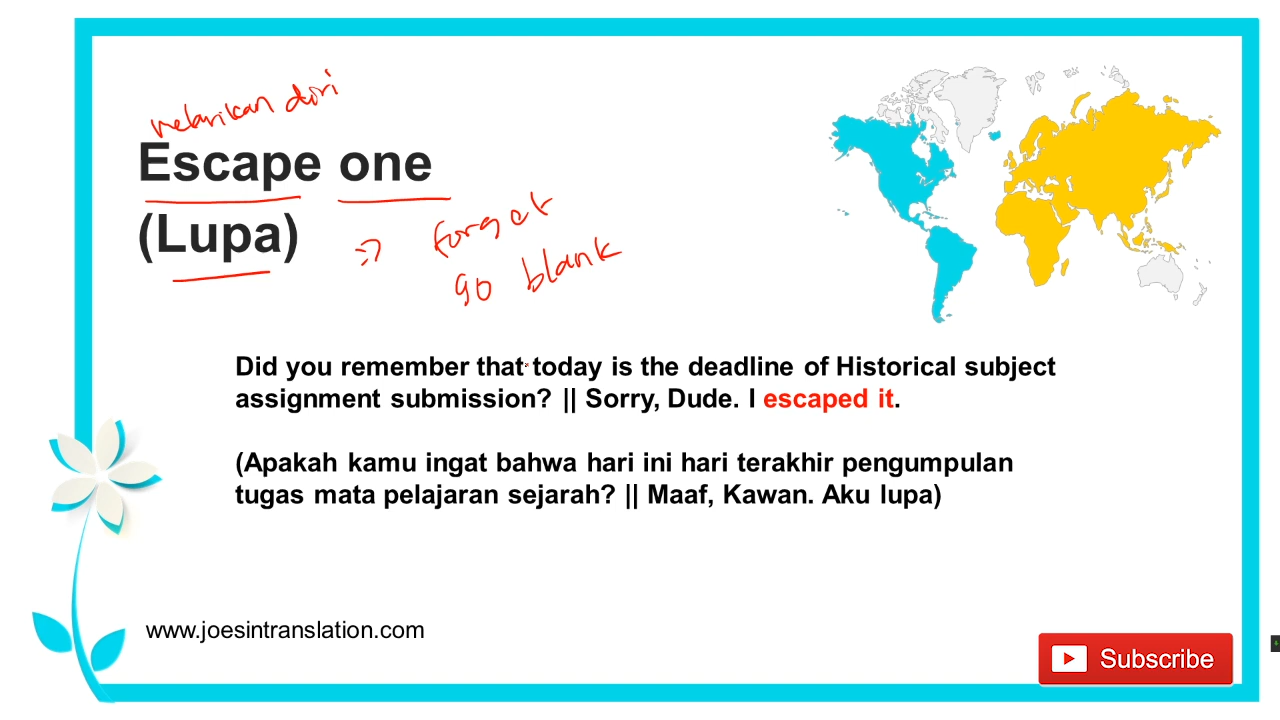 melarikan dari
Escape one
(Lupa)
=> forget
go blank
Did you remember that today is the deadline of Historical subject
assignment submission? || Sorry, Dude. I escaped it.
(Apakah kamu ingat bahwa hari ini hari terakhir pengumpulan
tugas mata pelajaran sejarah? || Maaf, Kawan. Aku lupa)
www.joesintranslation.com
Subscribe